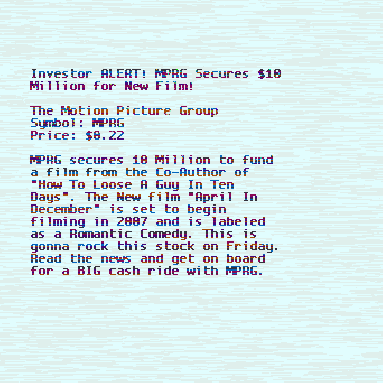 Investor ALERT! MPRG Secures $10
Million for New Film!
The Motion Picture Group
Symbol: MPRG
Price: $0.22
MPRG secures 10 Million to fund
a film from the Co-Author of
"How To Loose A Guy In Ten
Days". The New film "April In
December" is set to begin
filming in 2007 and is labeled
as a Romantic Comedy. This is
gonna rock this stock on Friday.
Read the news and get on board
for a BIG cash ride with MPRG.